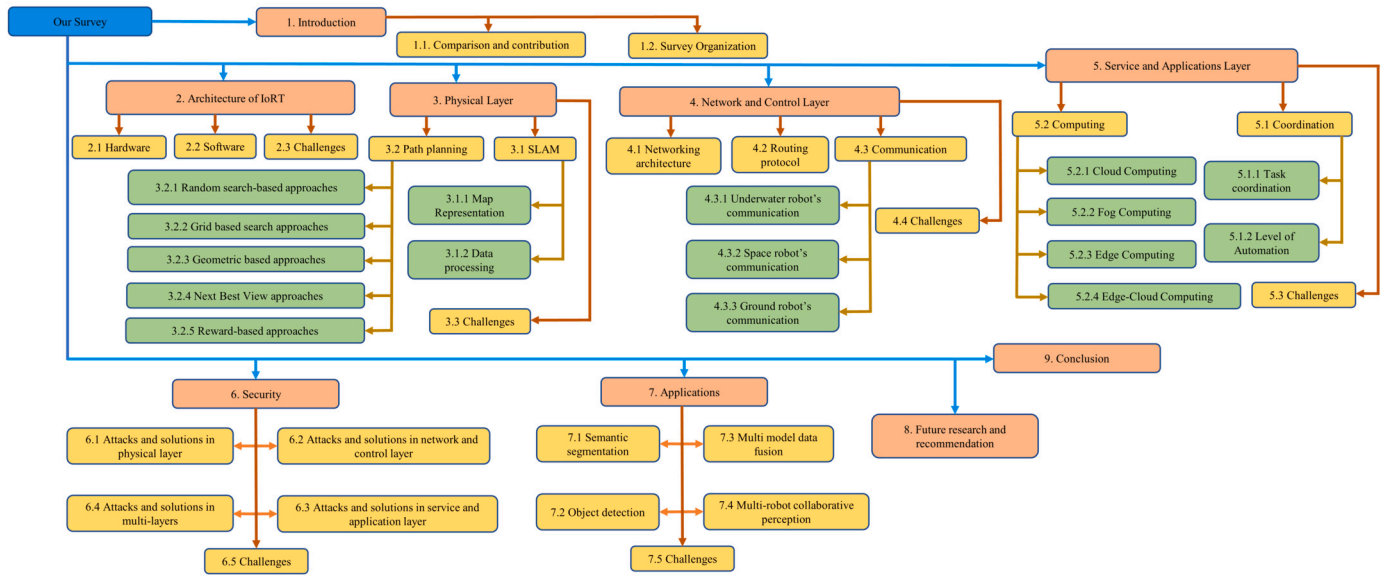 Our Survey
1. Introduction
1.1. Comparison and contribution
1.2. Survey Organization
2. Architecture of IoRT
2.1 Hardware
2.2 Software
2.3 Challenges
3. Physical Layer
3.2 Path planning
3.1 SLAM
3.2.1 Random search-based approaches
3.2.2 Grid based search approaches
3.2.3 Geometric based approaches
3.2.4 Next Best View approaches
3.2.5 Reward-based approaches
3.1.1 Map
Representation
3.1.2 Data
processing
3.3 Challenges
4. Network and Control Layer
4.1 Networking
architecture
4.2 Routing
protocol
4.3 Communication
4.3.1 Underwater robot's
communication
4.3.2 Space robot's
communication
4.3.3 Ground robot's
communication
4.4 Challenges
5. Service and Applications Layer
5.2 Computing
5.1 Coordination
5.2.1 Cloud Computing
5.2.2 Fog Computing
5.2.3 Edge Computing
5.2.4 Edge-Cloud Computing
5.1.1 Task
coordination
5.1.2 Level of
Automation
5.3 Challenges
6. Security
6.1 Attacks and solutions in
physical layer
6.2 Attacks and solutions in network and
control layer
6.4 Attacks and solutions in
multi-layers
6.3 Attacks and solutions in service and
application layer
6.5 Challenges
7. Applications
7.1 Semantic
segmentation
7.3 Multi model data
fusion
7.2 Object detection
7.4 Multi-robot collaborative
perception
7.5 Challenges
8. Future research and
recommendation
9. Conclusion